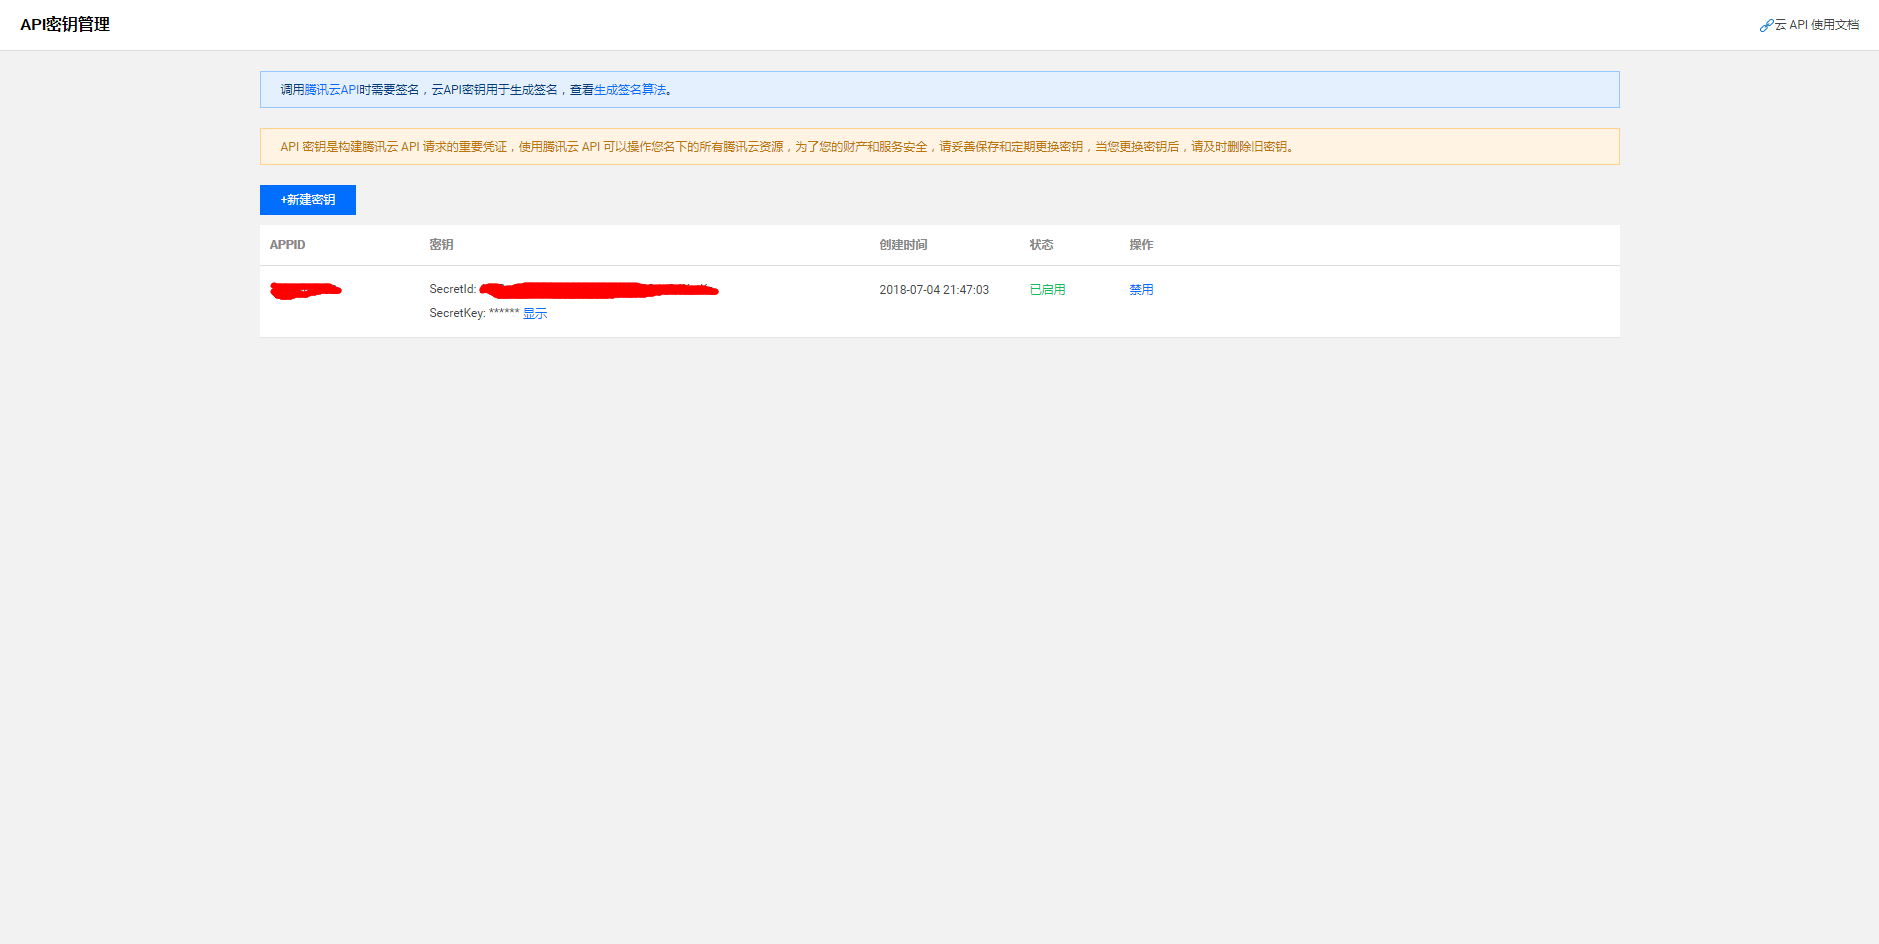 API密钥管理
云 API 使用文档
调用腾讯云API时需要签名，云API密钥用于生成签名，查看生成签名算法。
API 密钥是构建腾讯云 API 请求的重要凭证，使用腾讯云 API 可以操作您名下的所有腾讯云资源，为了您的财产和服务安全，请妥善保存和定期更换密钥，当您更换密钥后，请及时删除旧密钥。
+新建密钥
APPID 密钥 创建时间 状态 操作
SecretId: 2018-07-04 21:47:03 已启用 禁用
SecretKey: ****** 显示